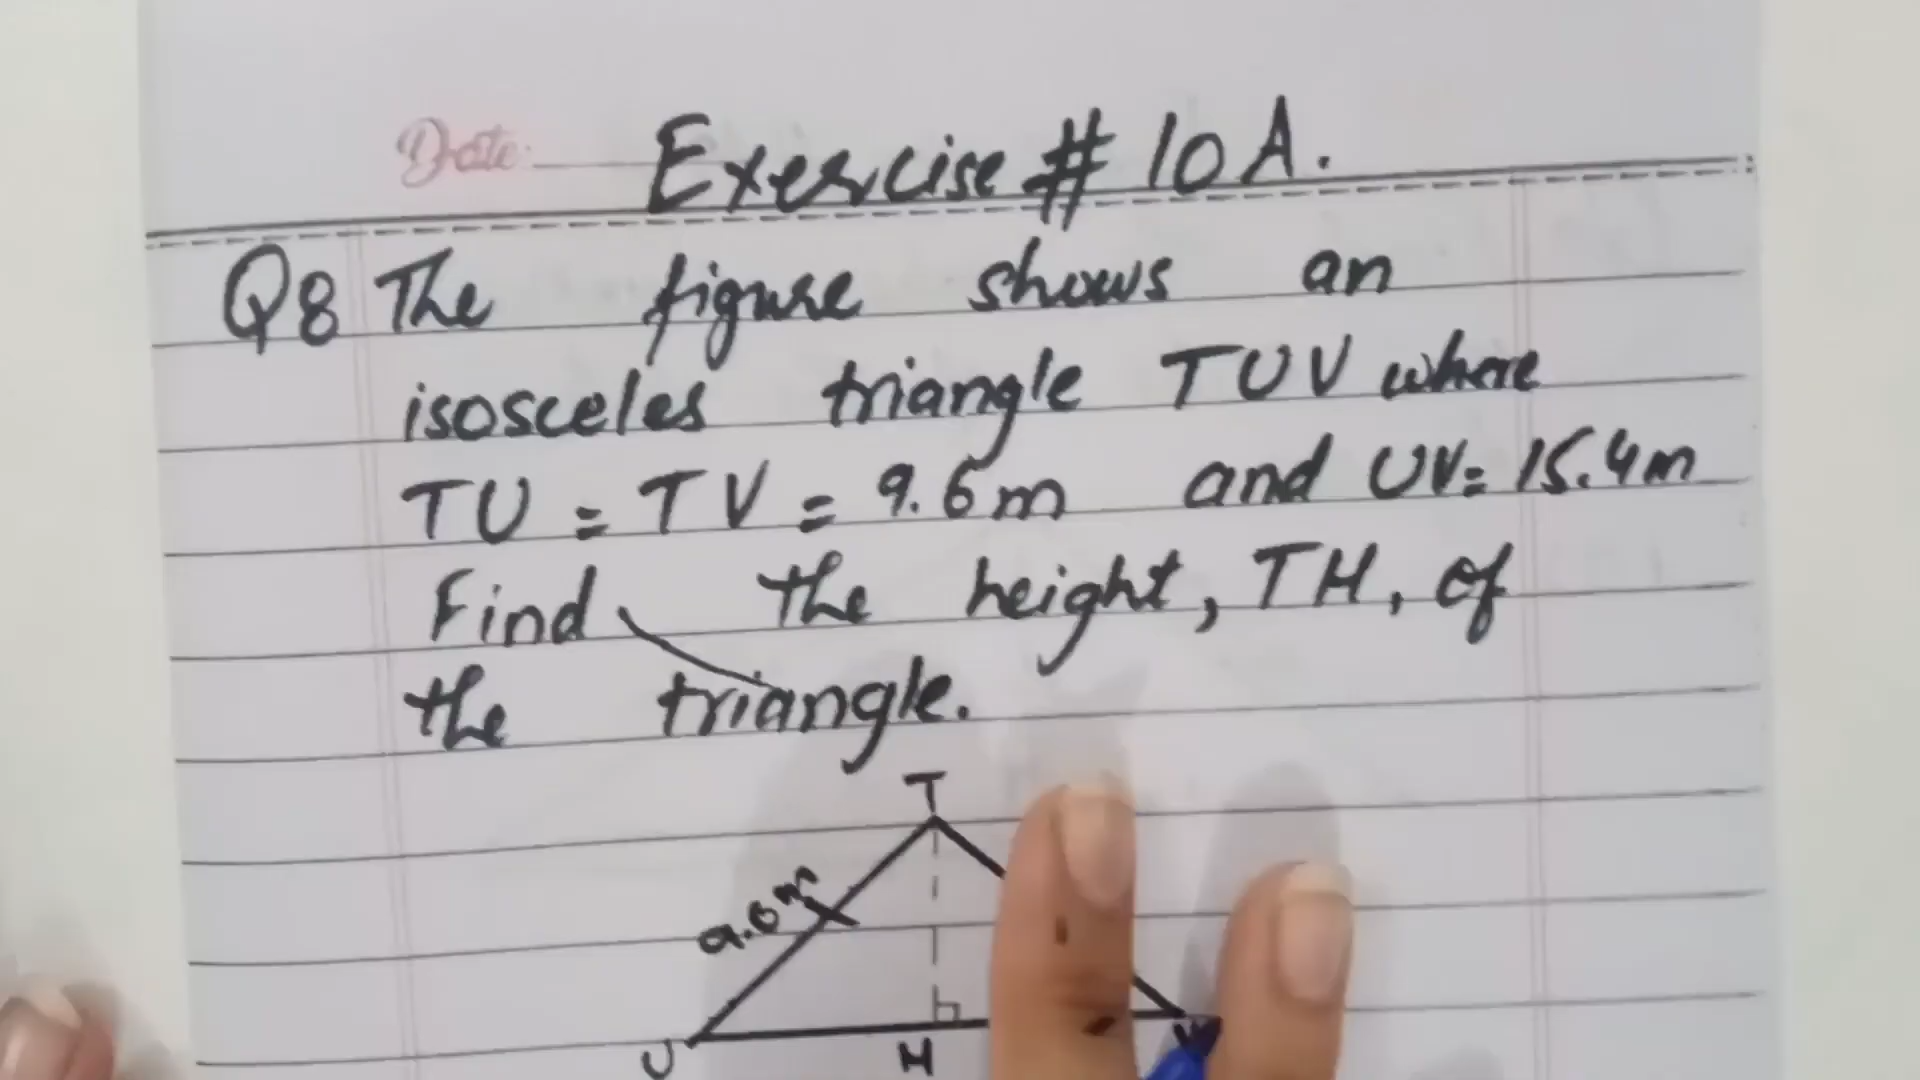 Date:
Exercise # 10 A.
Q8 The figure shows an
isosceles triangle TUV where
TU = TV = 9.6m and UV= 15.4m
Find the height, TH, of
the triangle.
T
9.6m
U H V